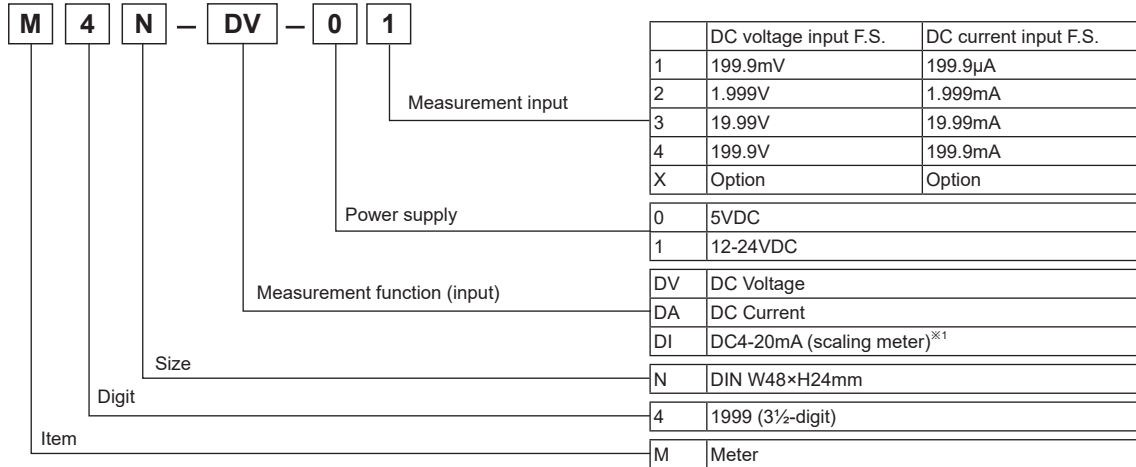 M 4 N – DV – 0 1
DC voltage input F.S. DC current input F.S.
1 199.9mV 199.9µA
Measurement input
2 1.999V 1.999mA
3 19.99V 19.99mA
4 199.9V 199.9mA
X Option Option
Power supply
0 5VDC
1 12-24VDC
Measurement function (input)
DV DC Voltage
DA DC Current
DI DC4-20mA (scaling meter)※1
Size
N DIN W48×H24mm
Digit
4 1999 (3½-digit)
Item
M Meter